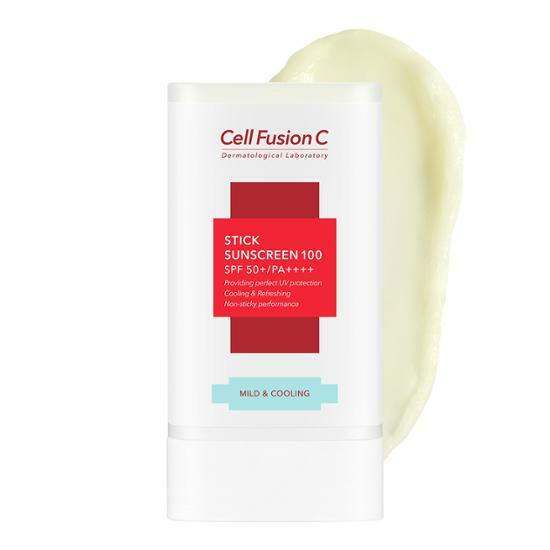 Cell Fusion C
Dermatological Laboratory
STICK
SUNSCREEN 100
SPF 50+/PA++++
Providing perfect UV protection
Cooling & Refreshing
Non-sticky performance
MILD & COOLING